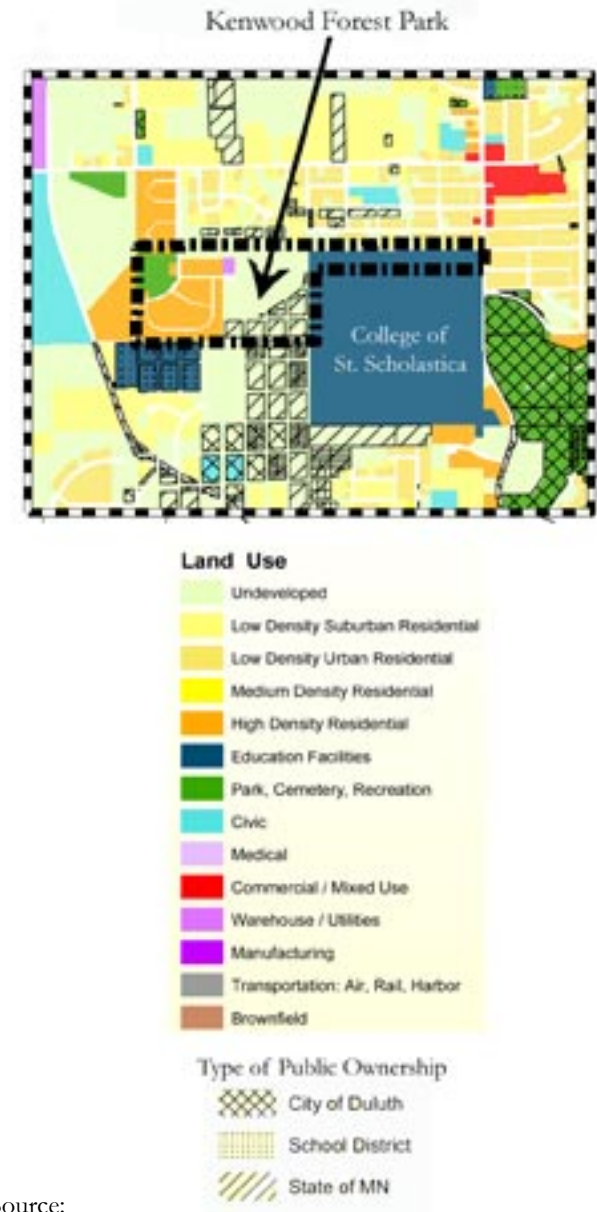 Kenwood Forest Park
College of
St. Scholastica
Land Use
Undeveloped
Low Density Suburban Residential
Low Density Urban Residential
Medium Density Residential
High Density Residential
Education Facilities
Park, Cemetery, Recreation
Civic
Medical
Commercial / Mixed Use
Warehouse / Utilities
Manufacturing
Transportation: Air, Rail, Harbor
Brownfield
Type of Public Ownership
City of Duluth
School District
State of MN
Source: